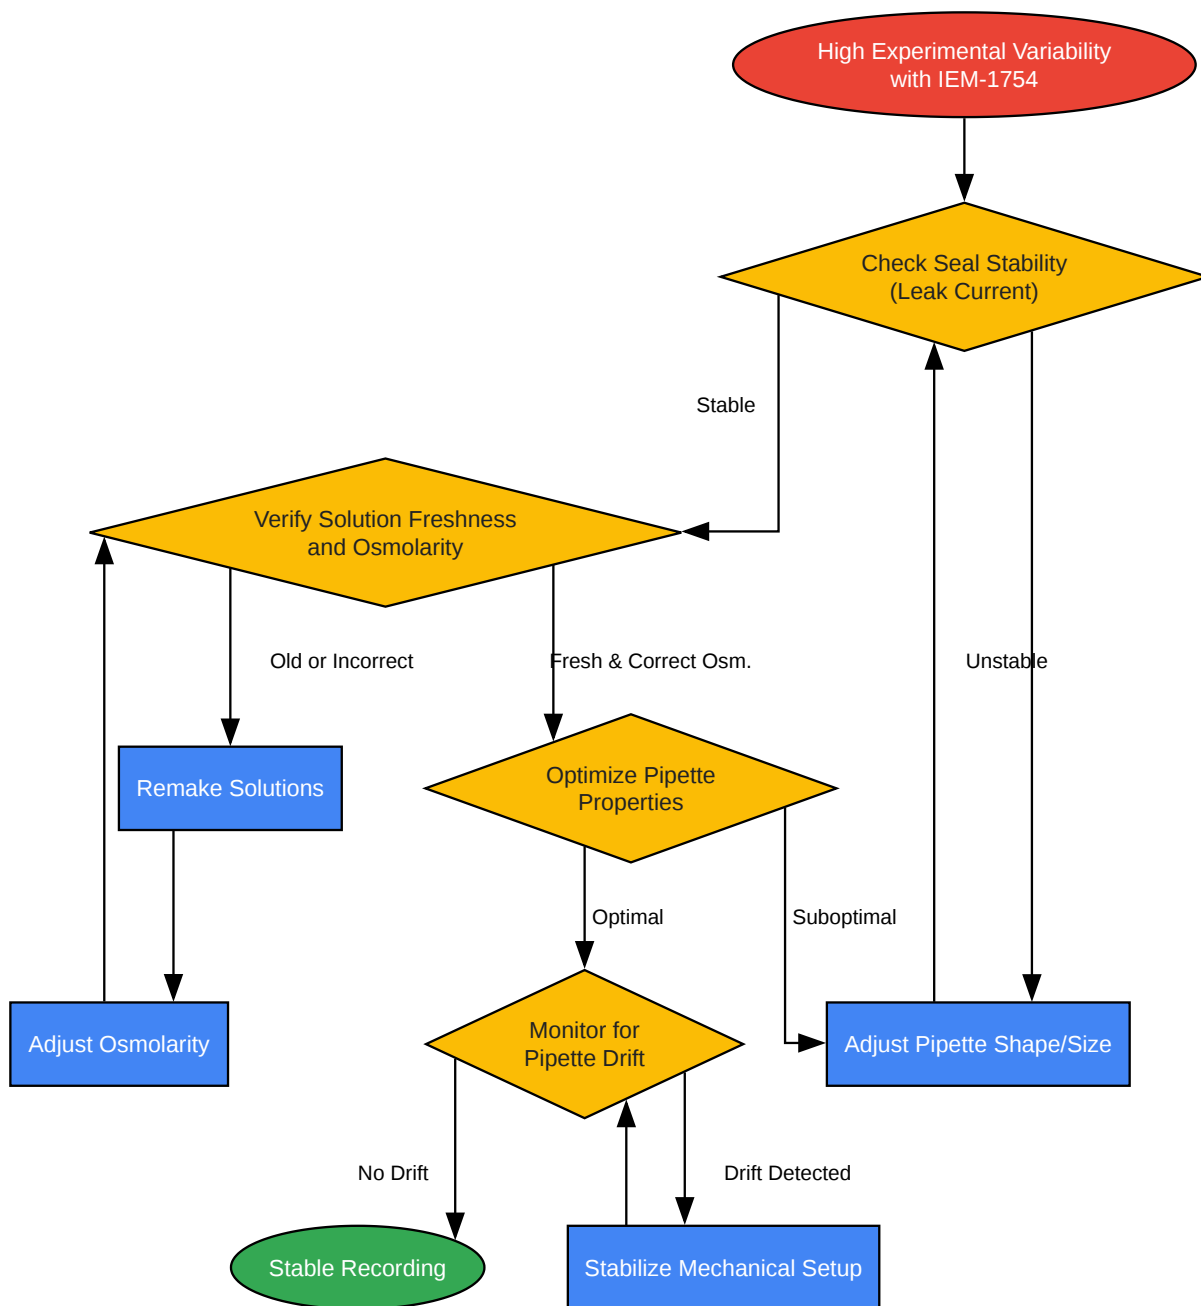 High Experimental Variability
with IEM-1754
Check Seal Stability
(Leak Current)
Stable
Verify Solution Freshness
and Osmolarity
Old or Incorrect
Fresh & Correct Osm.
Unstable
Remake Solutions
Optimize Pipette
Properties
Optimal
Suboptimal
Adjust Osmolarity
Monitor for
Pipette Drift
Adjust Pipette Shape/Size
No Drift
Drift Detected
Stable Recording
Stabilize Mechanical Setup